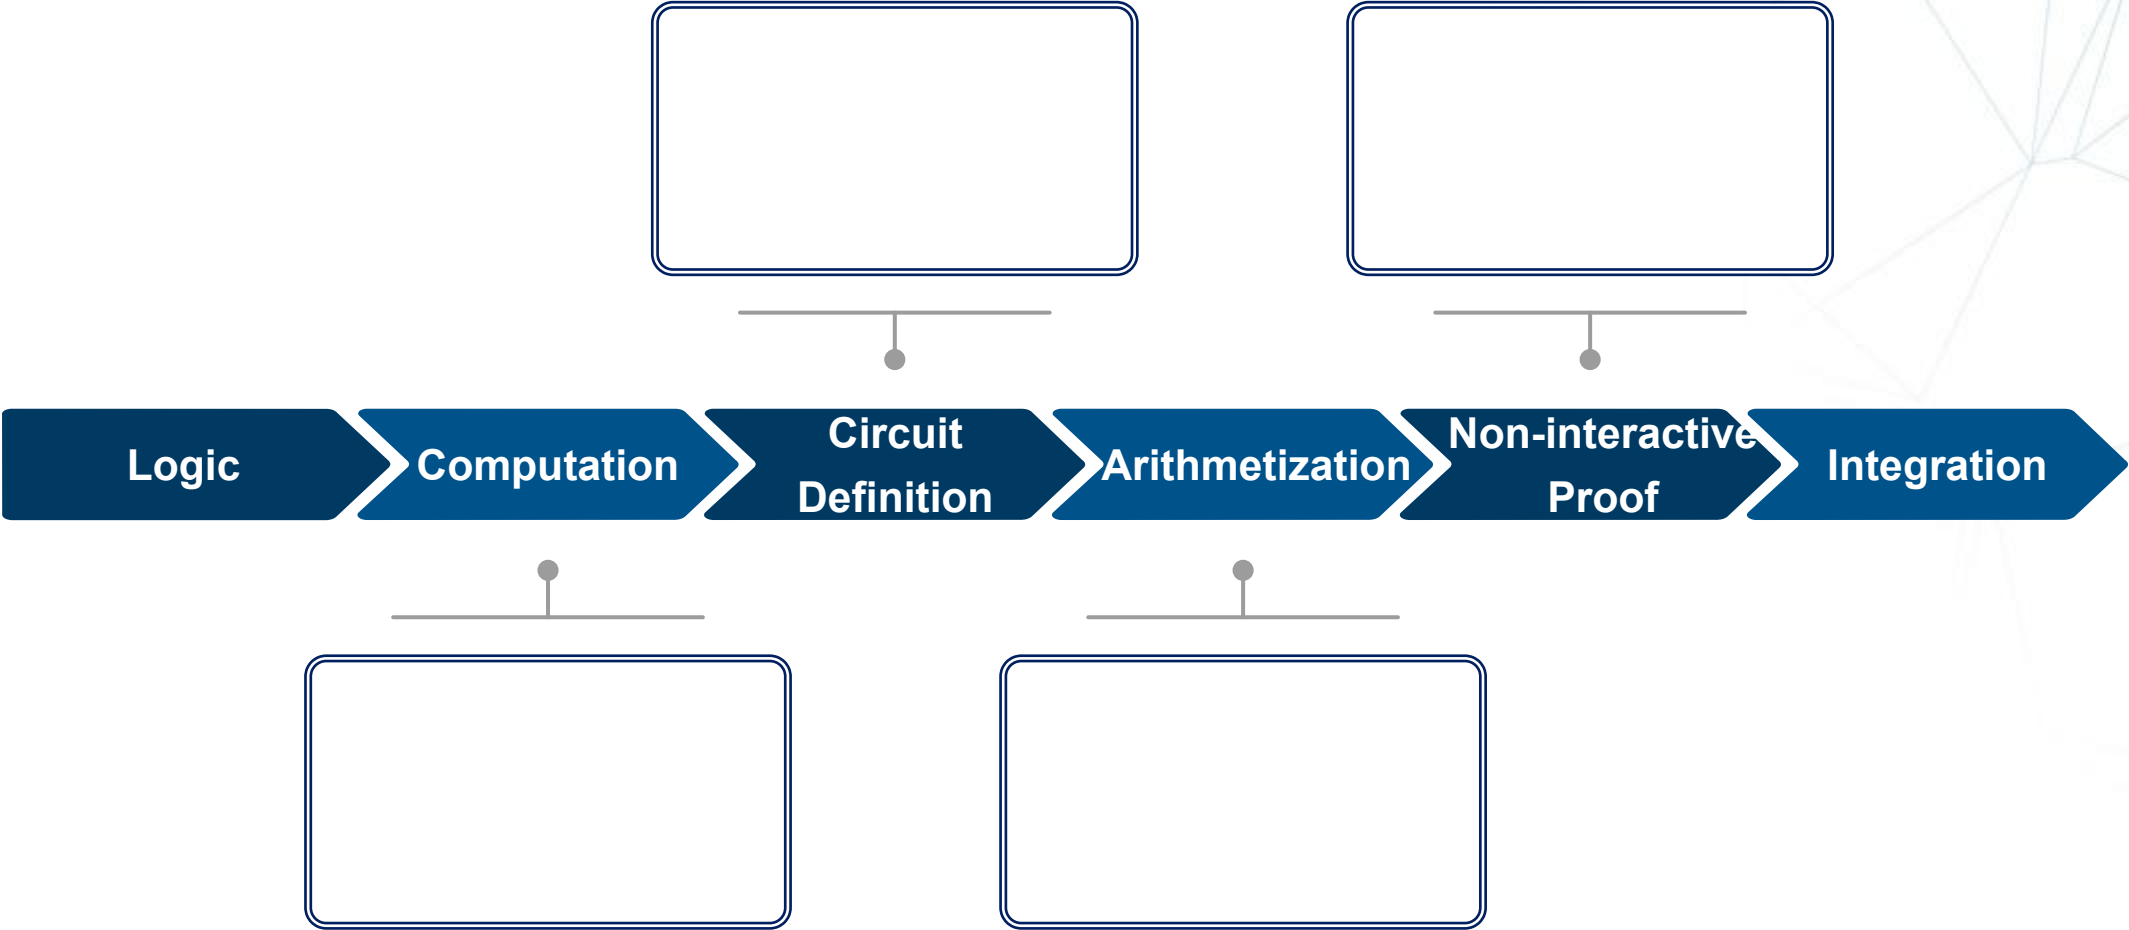 Logic
Computation
Circuit
Definition
Arithmetization
Non-interactive
Proof
Integration